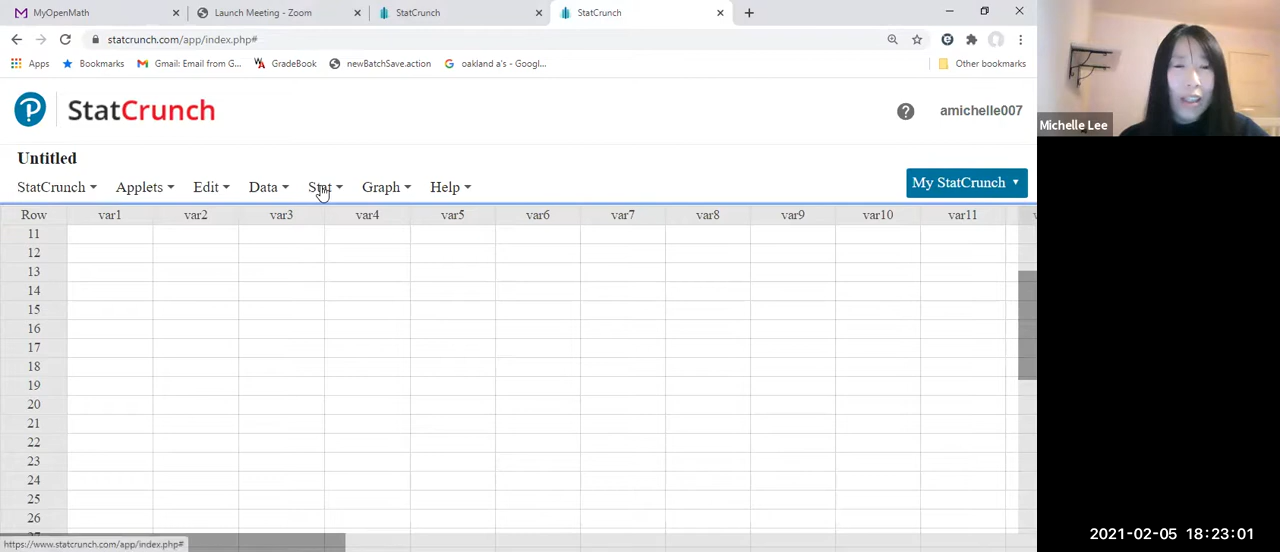 MyOpenMath
Launch Meeting - Zoom
StatCrunch
StatCrunch
statcrunch.com/app/index.php#
Apps
Bookmarks
Gmail: Email from G...
GradeBook
newBatchSave.action
oakland a's - Googl...
Other bookmarks
P
StatCrunch
amichelle007
Michelle Lee
Untitled
StatCrunch
Applets
Edit
Data
Stat
Graph
Help
My StatCrunch
Row var1 var2 var3 var4 var5 var6 var7 var8 var9 var10 var11
11
12
13
14
15
16
17
18
19
20
21
22
23
24
25
26
https://www.statcrunch.com/app/index.php#
2021-02-05 18:23:01